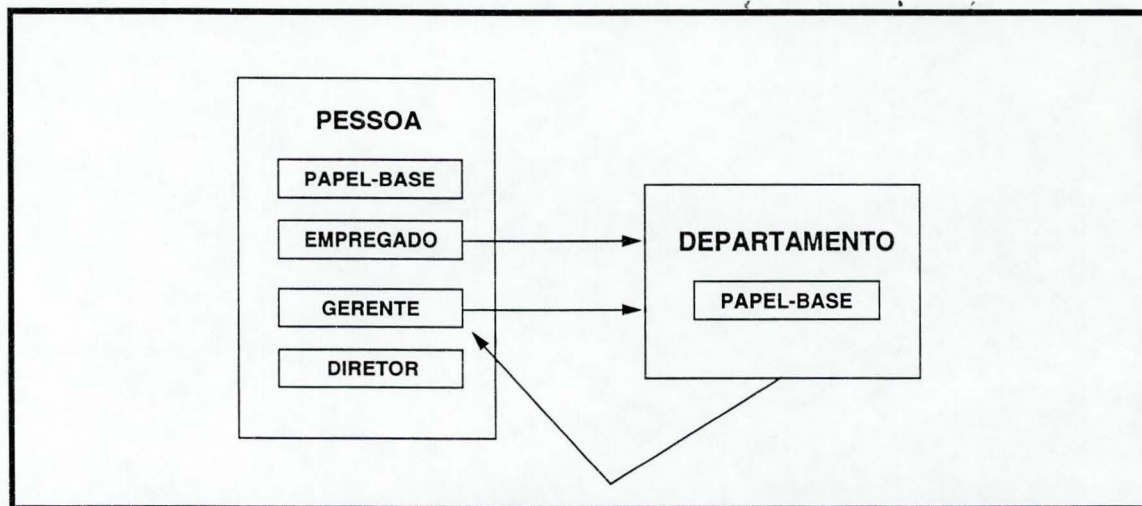 PESSOA
PAPEL-BASE
EMPREGADO
GERENTE
DIRETOR
DEPARTAMENTO
PAPEL-BASE